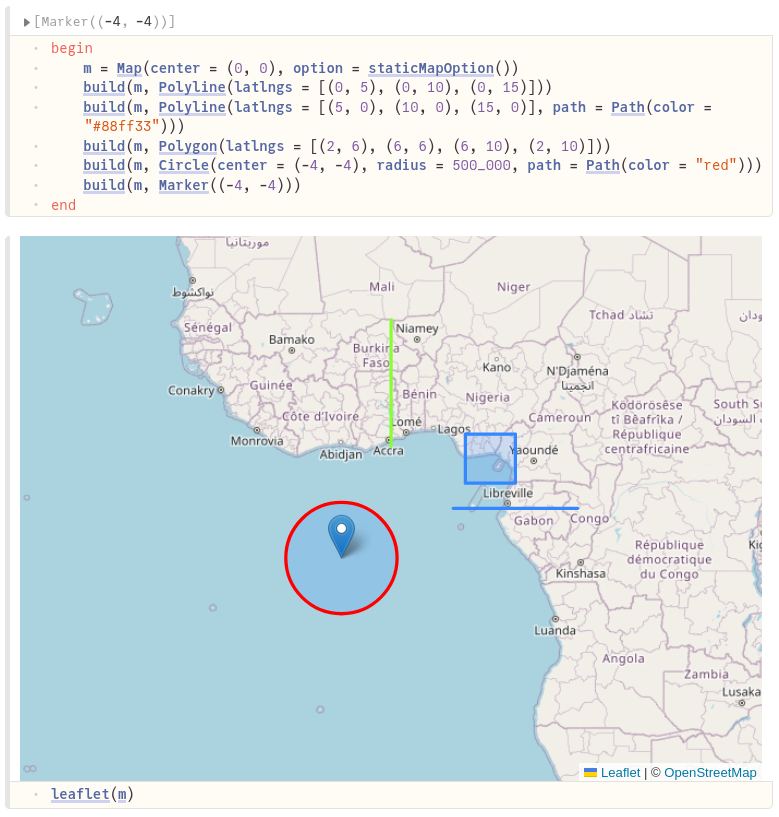 [Marker((-4, -4))]
begin
m = Map(center = (0, 0), option = staticMapOption())
build(m, Polyline(latlngs = [(0, 5), (0, 10), (0, 15)]))
build(m, Polyline(latlngs = [(5, 0), (10, 0), (15, 0)], path = Path(color =
"#88ff33")))
build(m, Polygon(latlngs = [(2, 6), (6, 6), (6, 10), (2, 10)]))
build(m, Circle(center = (-4, -4), radius = 500_000, path = Path(color = "red")))
build(m, Marker((-4, -4)))
end
موريتانيا
Mali
Niger
نواكشوط
Tchad تشاد
Sénégal
Niamey
Bamako
Burkina
Faso
Kano
N'Djaména
انجمينا
Conakry
Guinée
Bénin
Nigeria
Côte d'Ivoire
Lomé
Lagos
Cameroun
Ködörösêse
tî Bêafrîka /
République
centrafricaine
South S
السودان
Monrovia
Abidjan
Accra
Yaoundé
Libreville
Gabon
Congo
République
démocratique
du Congo
Kinshasa
Luanda
Angola
Zambia
Lusaka
Leaflet | © OpenStreetMap
leaflet(m)